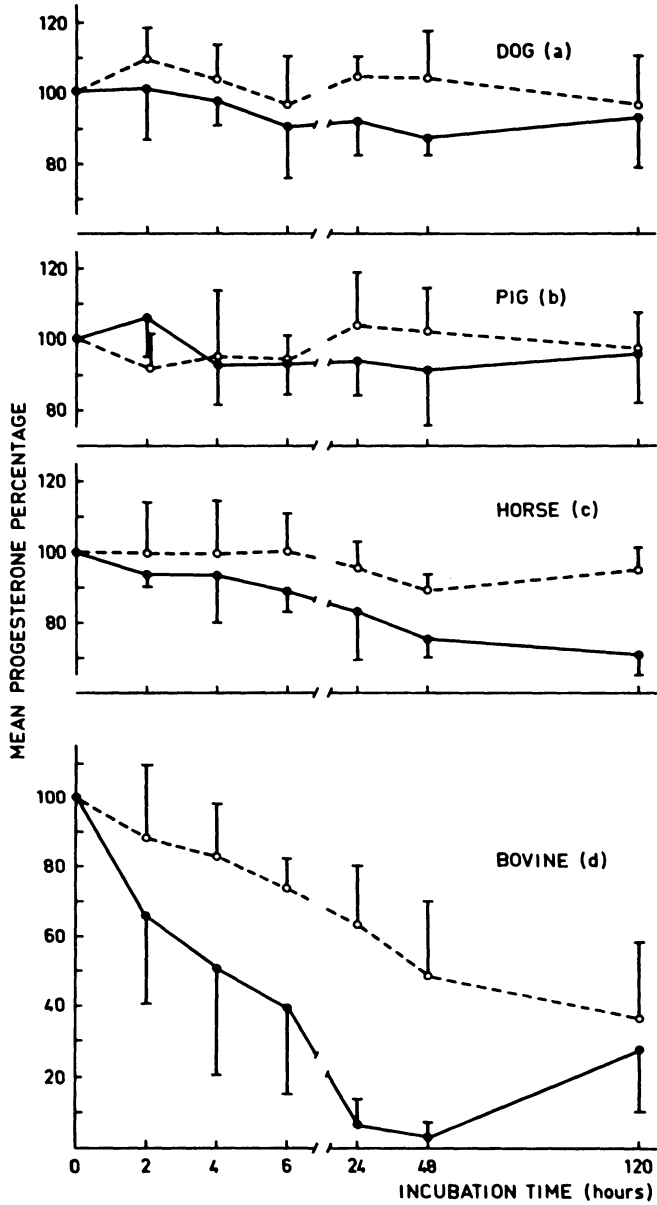 120
100
80
DOG (a)
120
100
80
PIG (b)
120
100
80
HORSE (c)
100
80
60
40
20
BOVINE (d)
0 2 4 6 24 48 120
INCUBATION TIME (hours)
MEAN PROGESTERONE PERCENTAGE